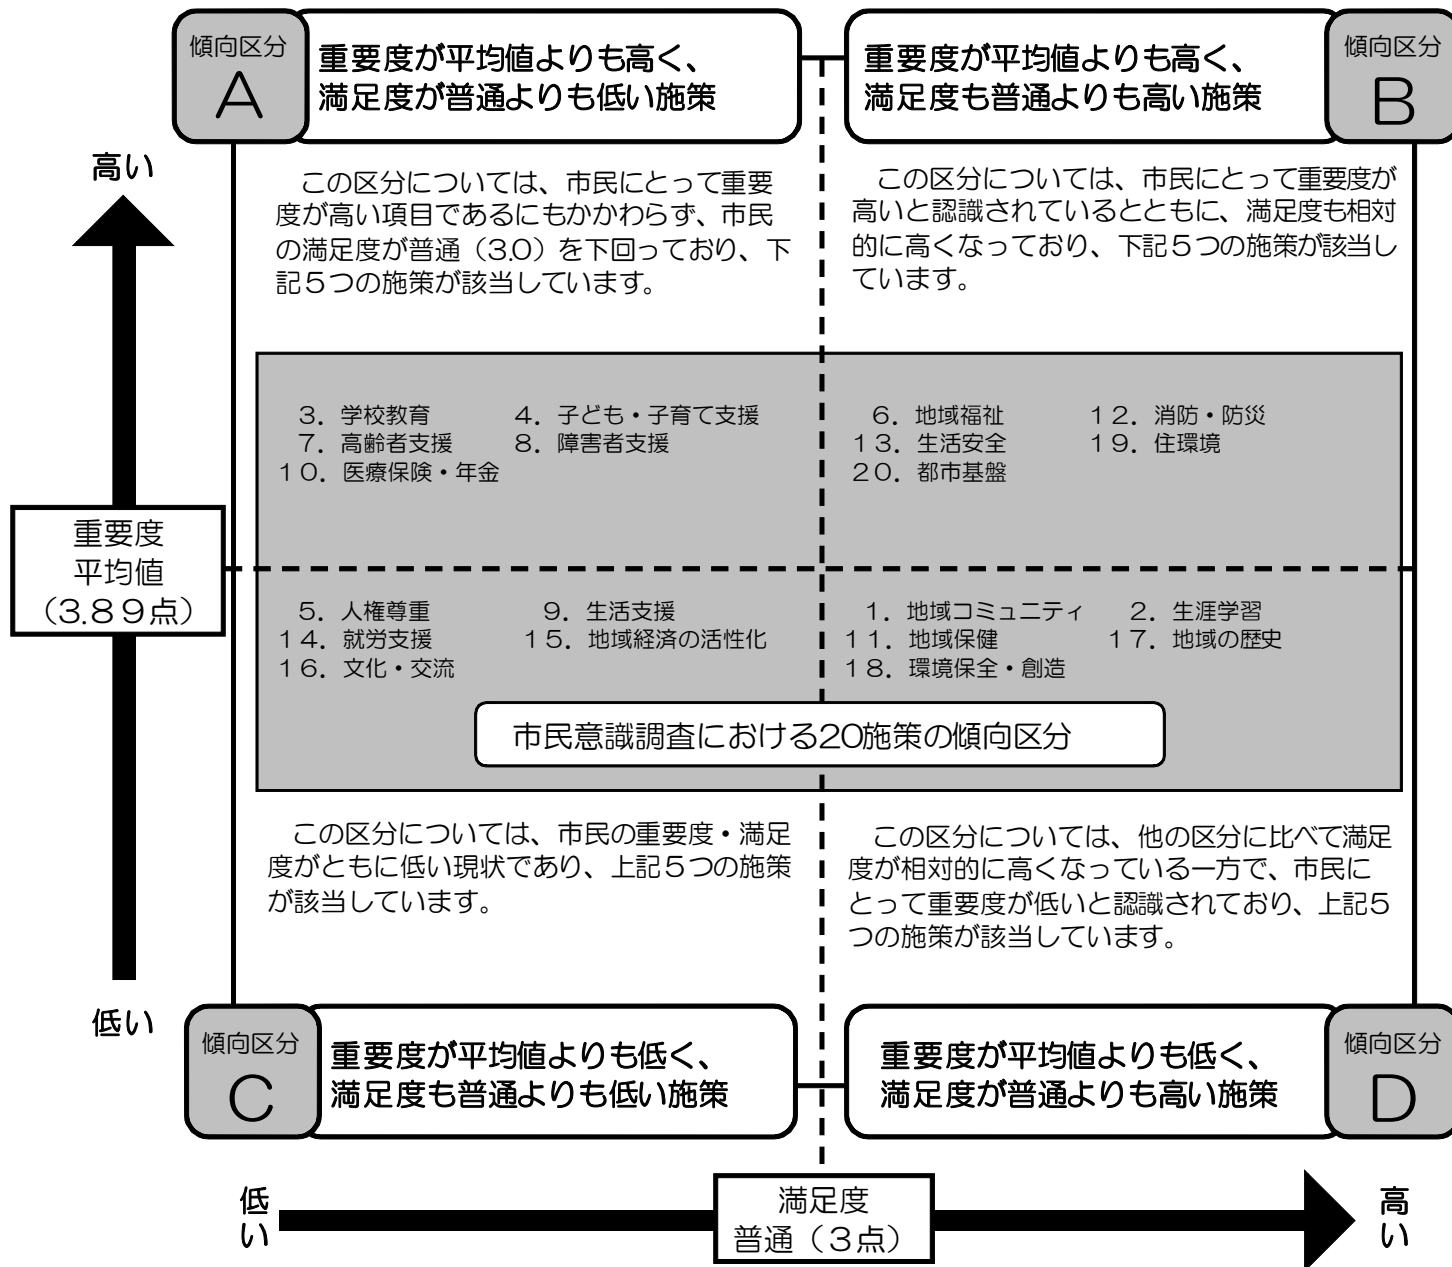 傾向区分
A
重要度が平均値よりも高く、
満足度が普通よりも低い施策
重要度が平均値よりも高く、
満足度も普通よりも高い施策
傾向区分
B
高い
この区分については、市民にとって重要
度が高い項目であるにもかかわらず、市民
の満足度が普通（3.0）を下回っており、下
記５つの施策が該当しています。
この区分については、市民にとって重要度が
高いと認識されているとともに、満足度も相対
的に高くなっており、下記５つの施策が該当し
ています。
３．学校教育　４．子ども・子育て支援
７．高齢者支援　８．障害者支援
１０．医療保険・年金
６．地域福祉　１２．消防・防災
１３．生活安全　１９．住環境
２０．都市基盤
重要度
平均値
（3.８９点）
５．人権尊重　９．生活支援
１４．就労支援　１５．地域経済の活性化
１６．文化・交流
１．地域コミュニティ　２．生涯学習
１１．地域保健　１７．地域の歴史
１８．環境保全・創造
市民意識調査における20施策の傾向区分
この区分については、市民の重要度・満足
度がともに低い現状であり、上記５つの施策
が該当しています。
この区分については、他の区分に比べて満足
度が相対的に高くなっている一方で、市民に
とって重要度が低いと認識されており、上記５
つの施策が該当しています。
低い
傾向区分
C
重要度が平均値よりも低く、
満足度も普通よりも低い施策
重要度が平均値よりも低く、
満足度が普通よりも高い施策
傾向区分
D
低い
満足度
普通（３点）
高い